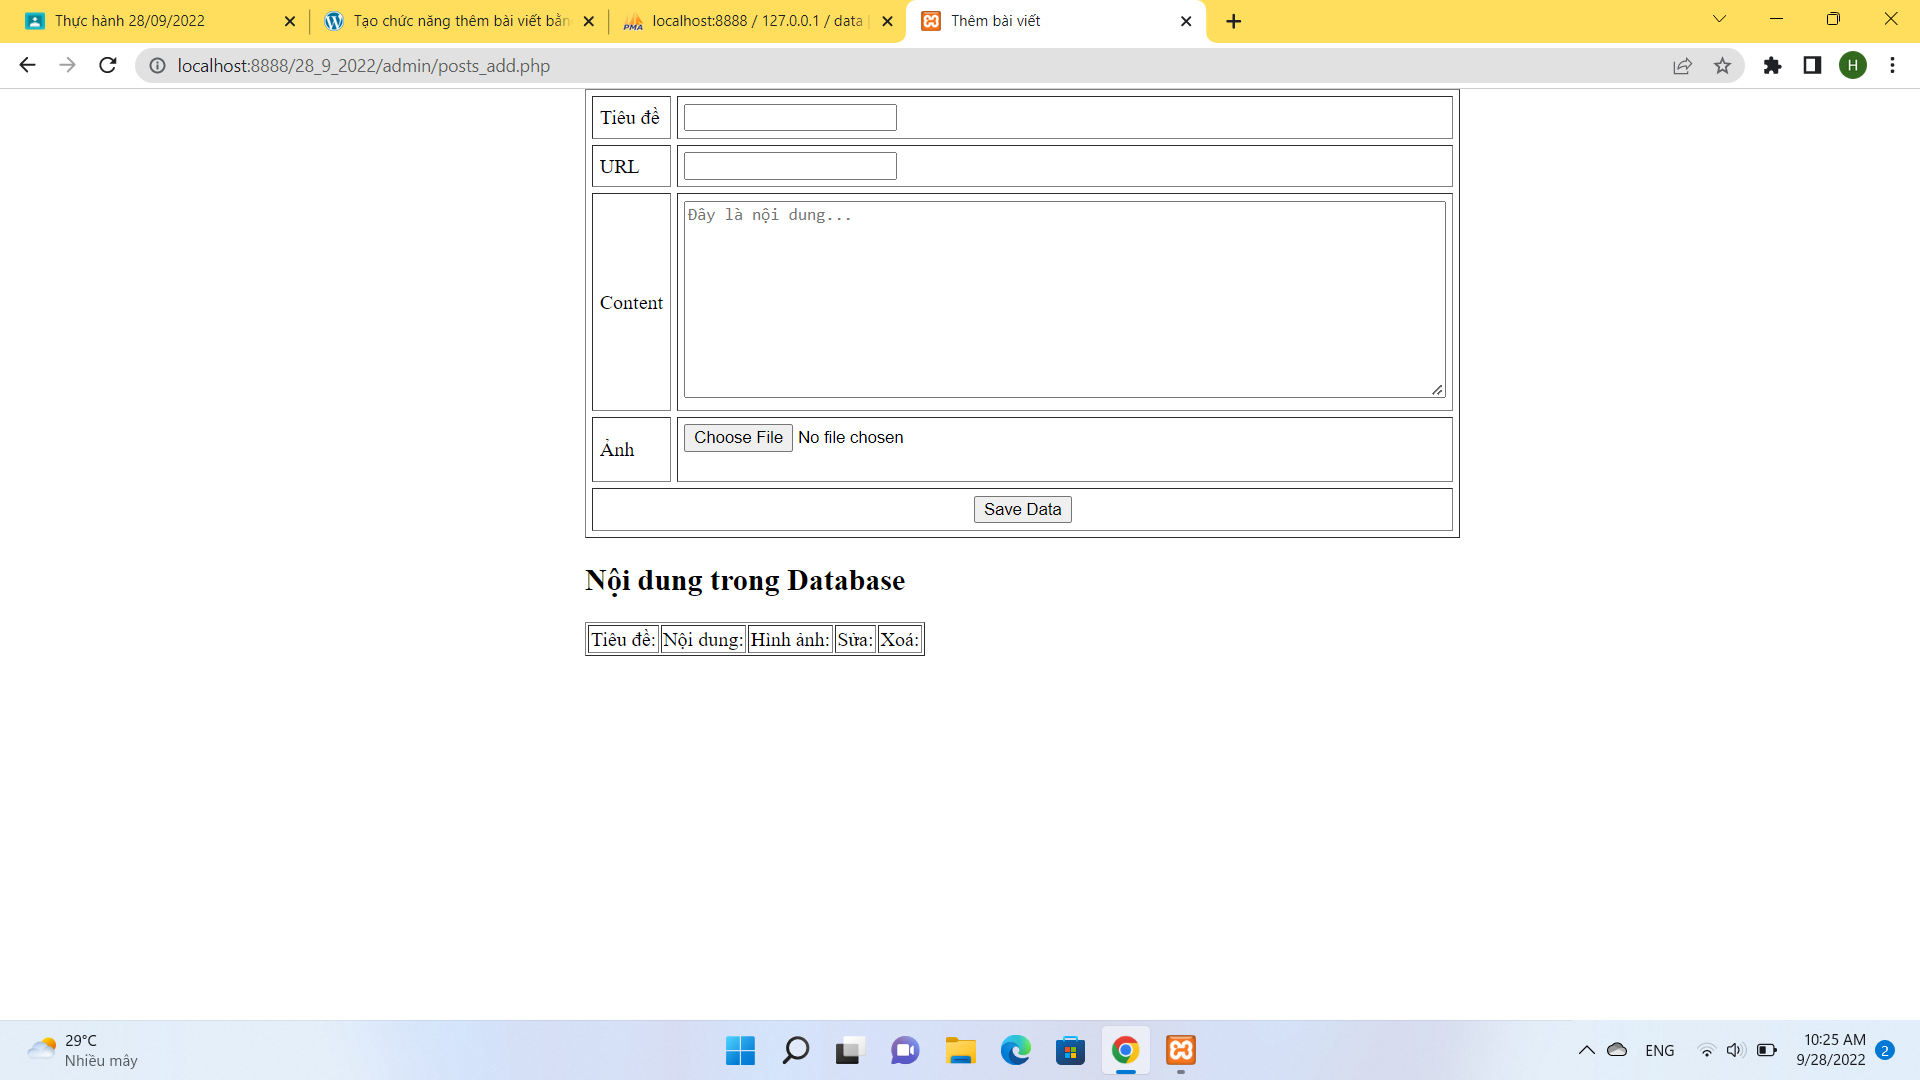 Thực hành 28/09/2022
Tạo chức năng thêm bài viết bằn
PMA
localhost:8888 / 127.0.0.1 / data
Thêm bài viết
localhost:8888/28_9_2022/admin/posts_add.php
H
Tiêu đề
URL
Content
Đây là nội dung...
Ảnh
Choose File No file chosen
Save Data
Nội dung trong Database
Tiêu đề: Nội dung: Hình ảnh: Sửa: Xoá:
29°C
Nhiều mây
ENG
10:25 AM
9/28/2022
2